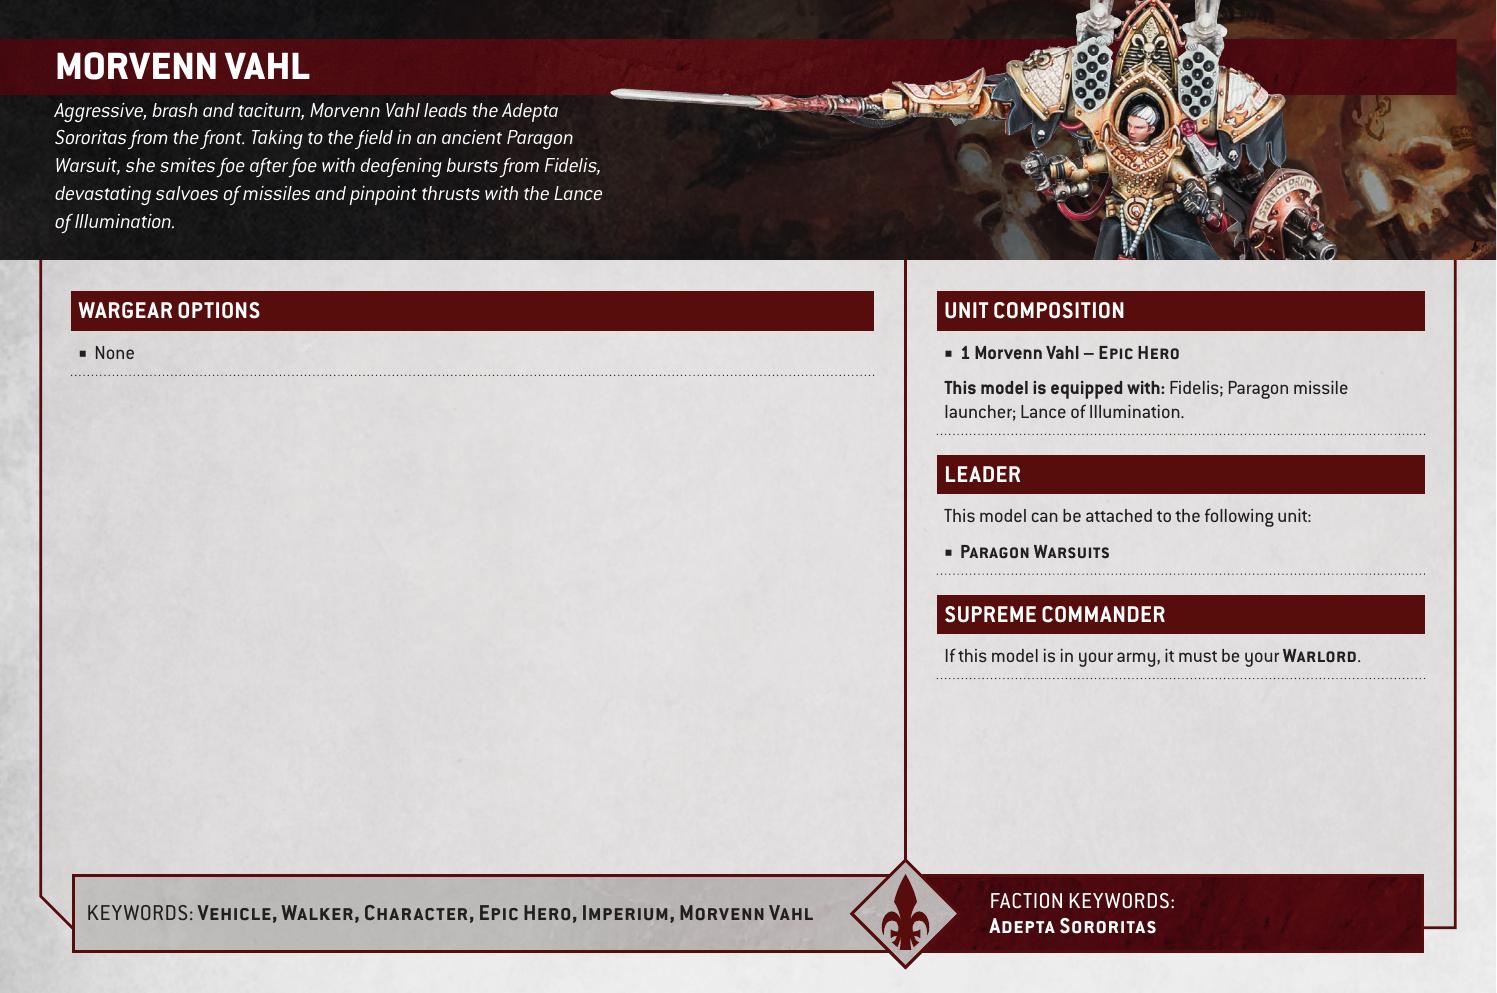 MORVENN VAHL
Aggressive, brash and taciturn, Morvenn Vahl leads the Adepta
Sororitas from the front. Taking to the field in an ancient Paragon
Warsuit, she smites foe after foe with deafening bursts from Fidelis,
devastating salvoes of missiles and pinpoint thrusts with the Lance
of Illumination.
WARGEAR OPTIONS
■ None
UNIT COMPOSITION
■ 1 Morvenn Vahl – EPIC HERO
This model is equipped with: Fidelis; Paragon missile
launcher; Lance of Illumination.
LEADER
This model can be attached to the following unit:
■ PARAGON WARSUITS
SUPREME COMMANDER
If this model is in your army, it must be your WARLORD.
KEYWORDS: VEHICLE, WALKER, CHARACTER, EPIC HERO, IMPERIUM, MORVENN VAHL
FACTION KEYWORDS:
ADEPTA SORORITAS